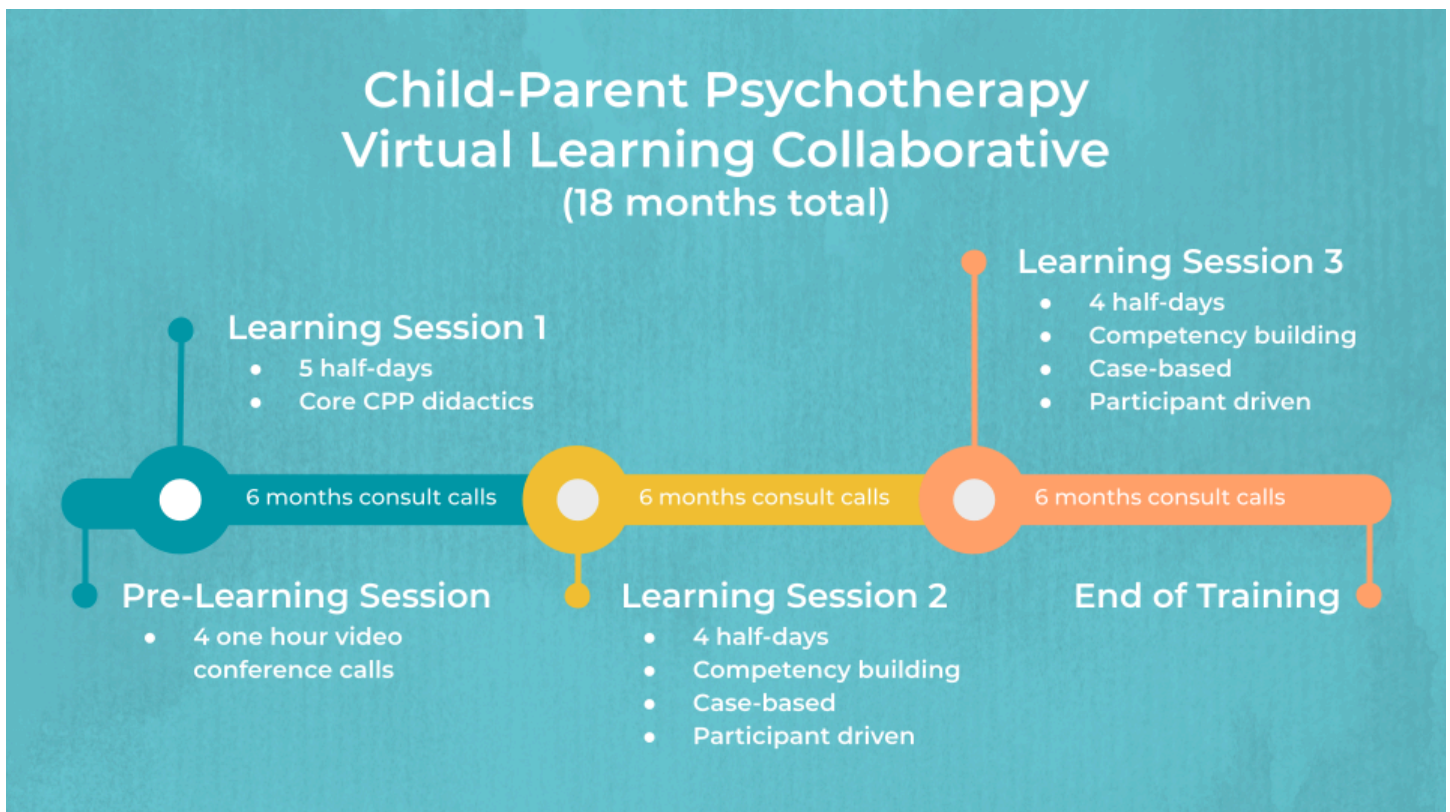 Child-Parent Psychotherapy
Virtual Learning Collaborative
(18 months total)
Learning Session 1
● 5 half-days
● Core CPP didactics
Learning Session 3
● 4 half-days
● Competency building
● Case-based
● Participant driven
6 months consult calls
6 months consult calls
6 months consult calls
Pre-Learning Session
● 4 one hour video
conference calls
Learning Session 2
● 4 half-days
● Competency building
● Case-based
● Participant driven
End of Training